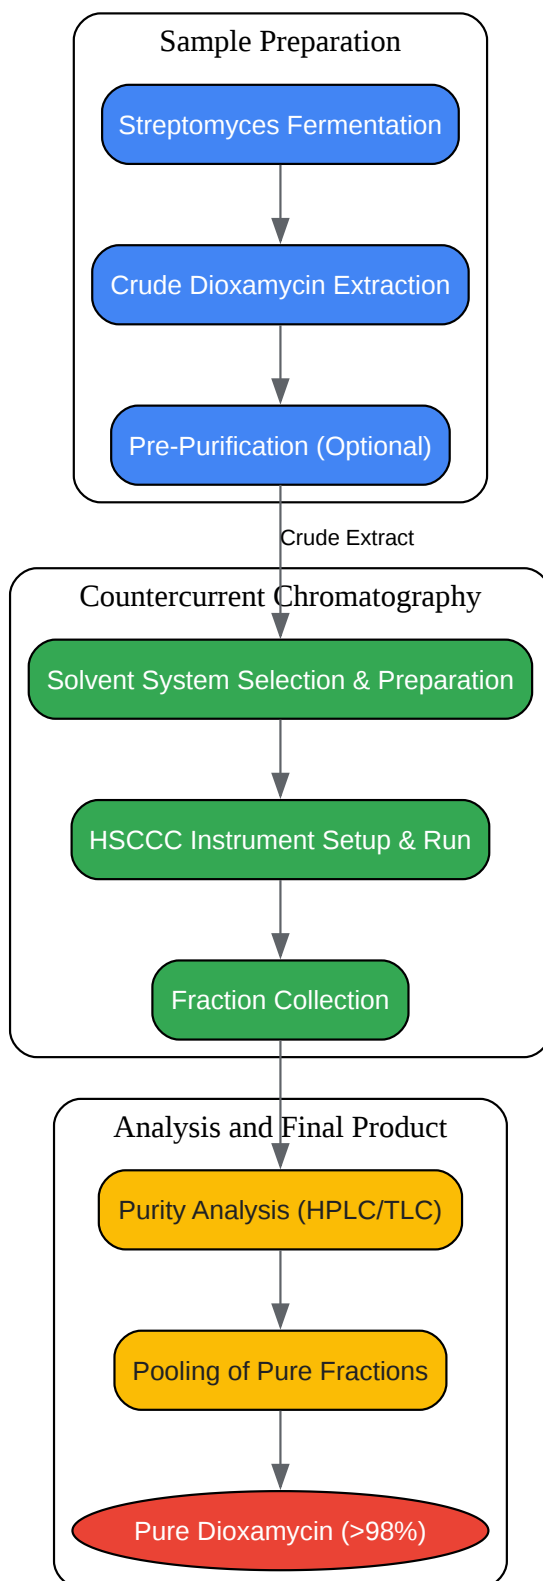 Sample Preparation
Streptomyces Fermentation
Crude Dioxamycin Extraction
Pre-Purification (Optional)
Crude Extract
Countercurrent Chromatography
Solvent System Selection & Preparation
HSCCC Instrument Setup & Run
Fraction Collection
Analysis and Final Product
Purity Analysis (HPLC/TLC)
Pooling of Pure Fractions
Pure Dioxamycin (>98%)